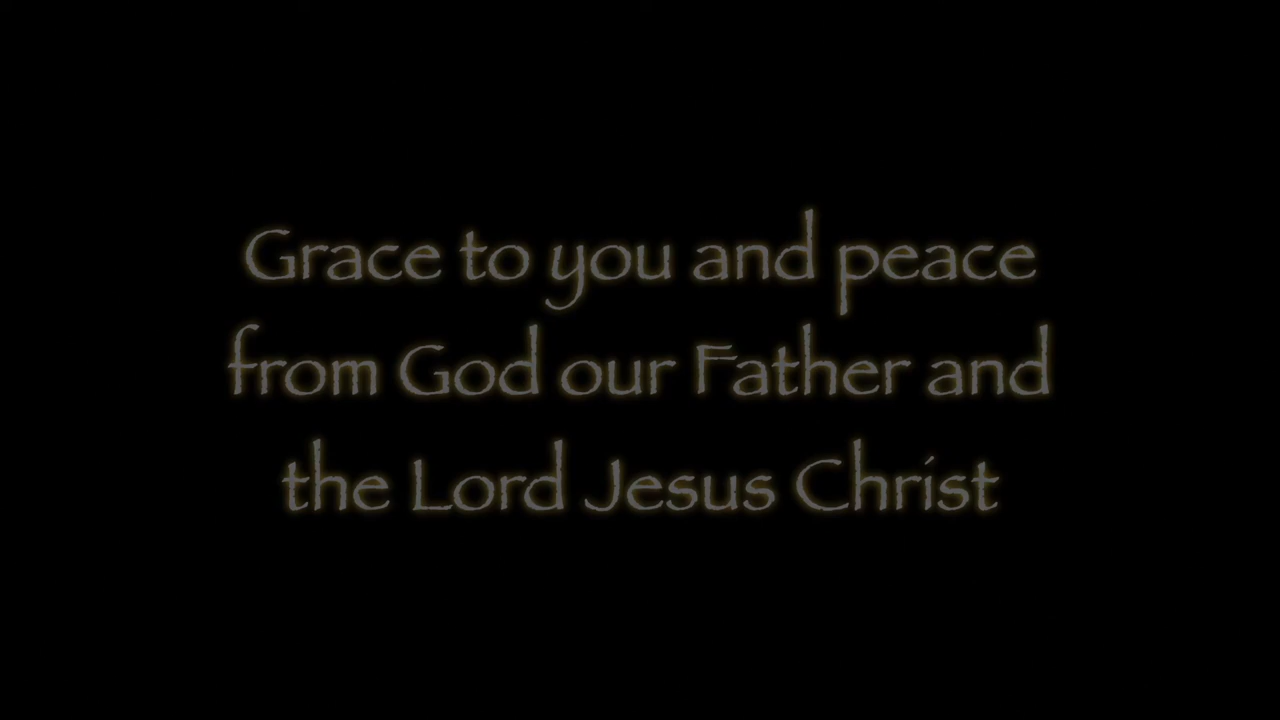 Grace to you and peace
from God our Father and
the Lord Jesus Christ